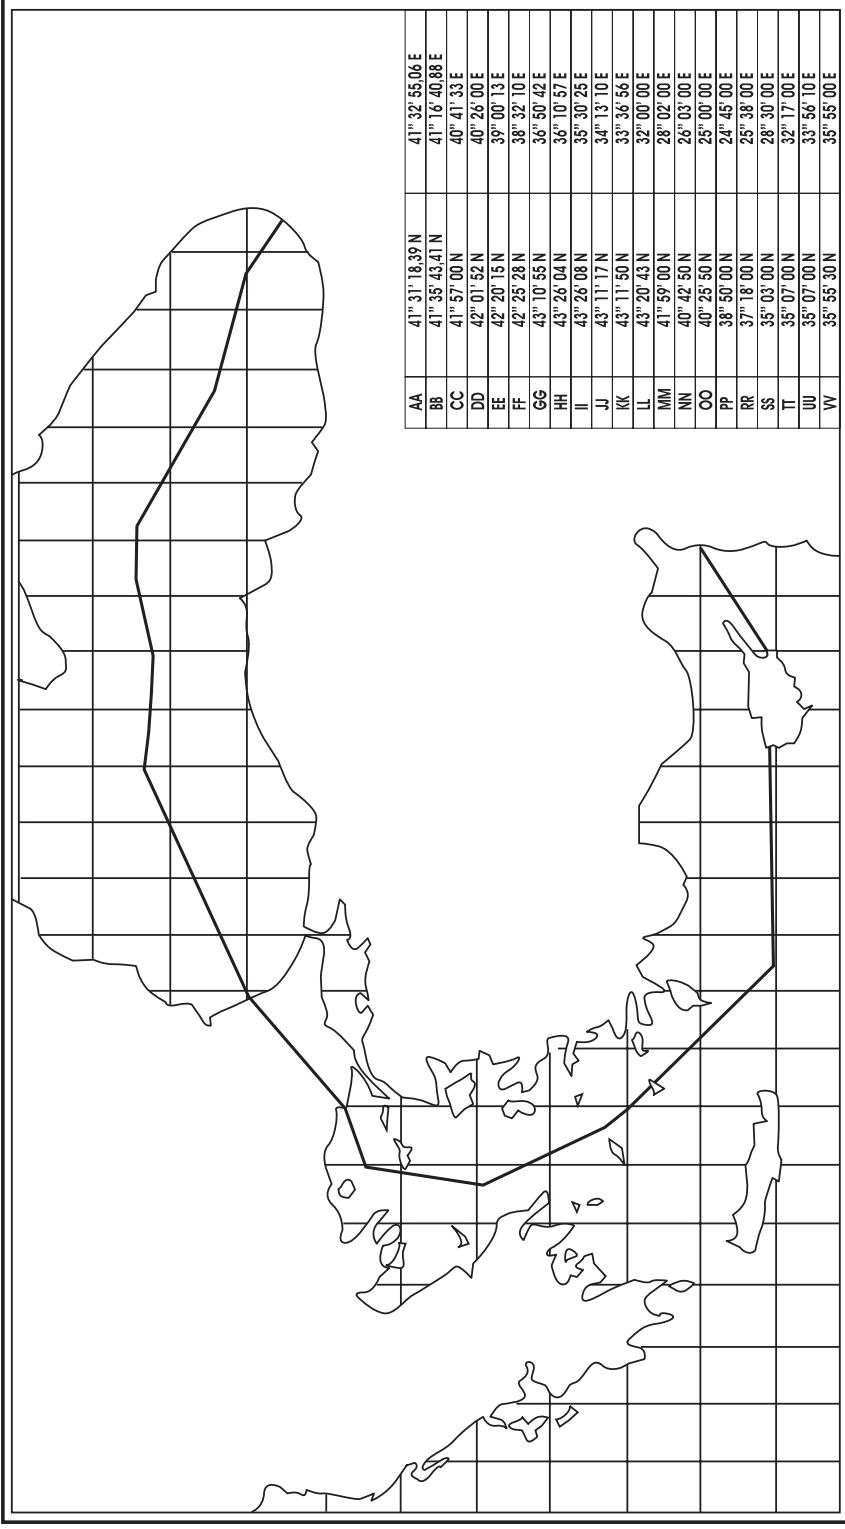 AA 41" 31' 18,39 N 41" 32' 55,06 E
BB 41" 35' 43,41 N 41" 16' 40,88 E
CC 41" 57' 00 N 40" 41' 33 E
DD 42" 01' 52 N 40" 26' 00 E
EE 42" 20' 15 N 39" 00' 13 E
FF 42" 25' 28 N 38" 32' 10 E
GG 43" 10' 55 N 36" 50' 42 E
HH 43" 26' 04 N 36" 10' 57 E
II 43" 26' 08 N 35" 30' 25 E
JJ 43" 11' 17 N 34" 13' 10 E
KK 43" 11' 50 N 33" 36' 56 E
LL 43" 20' 43 N 32" 00' 00 E
MM 41" 59' 00 N 28" 02' 00 E
NN 40" 42' 50 N 26" 03' 00 E
OO 40" 25' 50 N 25" 00' 00 E
PP 38" 50' 00 N 24" 45' 00 E
RR 37" 18' 00 N 25" 38' 00 E
SS 35" 03' 00 N 28" 30' 00 E
TT 35" 07' 00 N 32" 17' 00 E
UU 35" 07' 00 N 33" 56' 10 E
VV 35" 55' 30 N 35" 55' 00 E